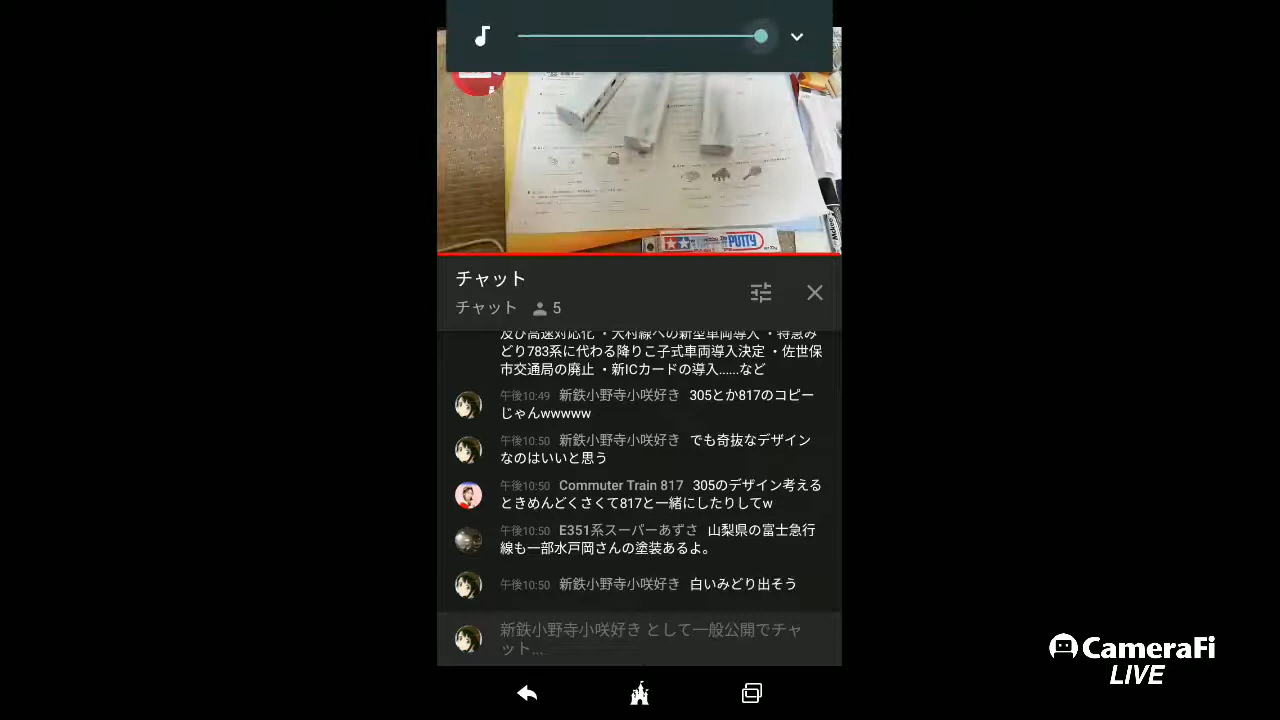 PUTTY
チャット
チャット 5
及び高速対応化 ・大村線への新型車両導入 ・特急み
どり783系に代わる降りこ子式車両導入決定 ・佐世保
市交通局の廃止 ・新ICカードの導入......など
午後10:49 新鉄小野寺小咲好き 305とか817のコピー
じゃんwwwww
午後10:50 新鉄小野寺小咲好き でも奇抜なデザイン
なのはいいと思う
午後10:50 Commuter Train 817 305のデザイン考える
ときめんどくさくて817と一緒にしたりしてw
午後10:50 E351系スーパーあずさ 山梨県の富士急行
線も一部水戸岡さんの塗装あるよ。
午後10:50 新鉄小野寺小咲好き 白いみどり出そう
新鉄小野寺小咲好き として一般公開でチャ
ット...
CameraFi
LIVE